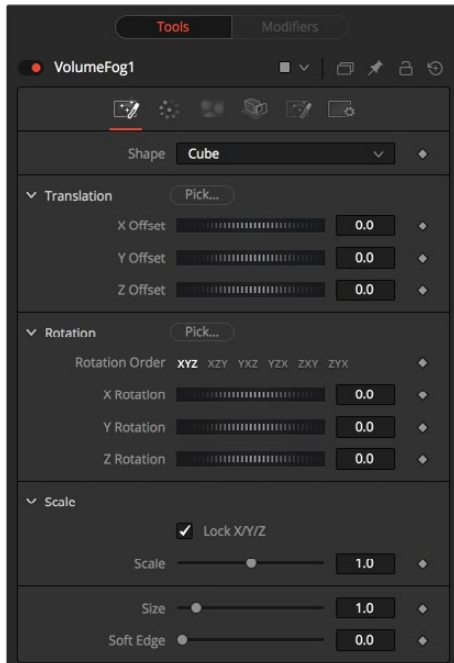 Tools Modifiers
VolumeFog1
Shape Cube
Translation Pick...
X Offset 0.0
Y Offset 0.0
Z Offset 0.0
Rotation Pick...
Rotation Order XYZ XZY YXZ YZX ZXY ZYX
X Rotation 0.0
Y Rotation 0.0
Z Rotation 0.0
Scale
Lock X/Y/Z
Scale 1.0
Size 1.0
Soft Edge 0.0